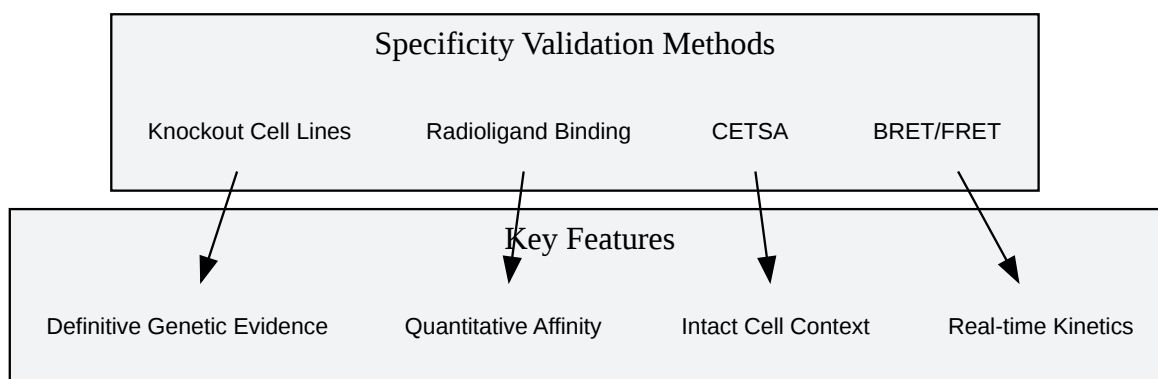 Specificity Validation Methods
Knockout Cell Lines Radioligand Binding CETSA BRET/FRET
Key Features
Definitive Genetic Evidence Quantitative Affinity Intact Cell Context Real-time Kinetics